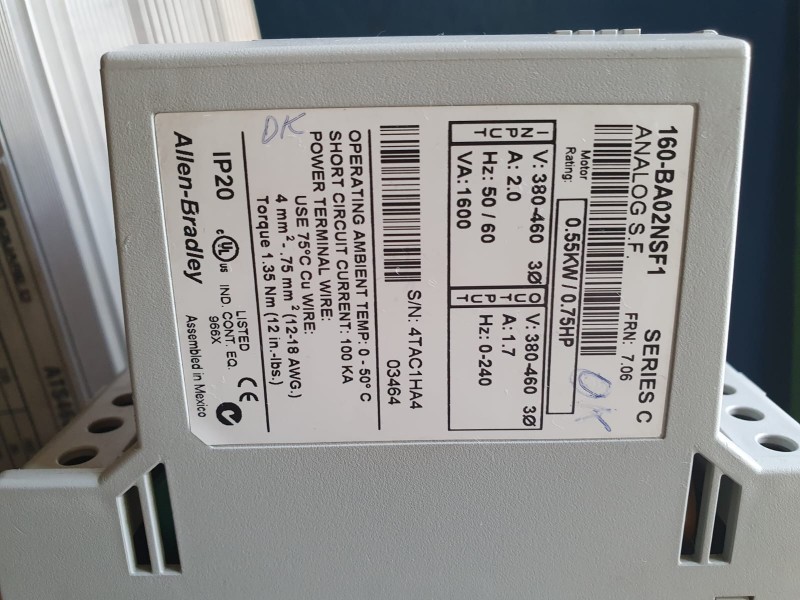 160-BA02NSF1 SERIES C
ANALOG S.F. FRN: 7.06
Motor Rating: 0.55KW / 0.75HP
INPUT
V: 380-460 3Ø
A: 2.0
Hz: 50 / 60
VA: 1600
OUTPUT
V: 380-460 3Ø
A: 1.7
Hz: 0-240
S/N: 4TAC1HA4
03464
OPERATING AMBIENT TEMP: 0 - 50° C
SHORT CIRCUIT CURRENT: 100 KA
POWER TERMINAL WIRE:
USE 75°C Cu WIRE:
4 mm² - .75 mm² (12-18 AWG.)
Torque 1.35 Nm (12 in.-lbs.)
IP20
c UL us LISTED
IND. CONT. EQ.
966X
CE
Allen-Bradley
Assembled in Mexico
OK
OK